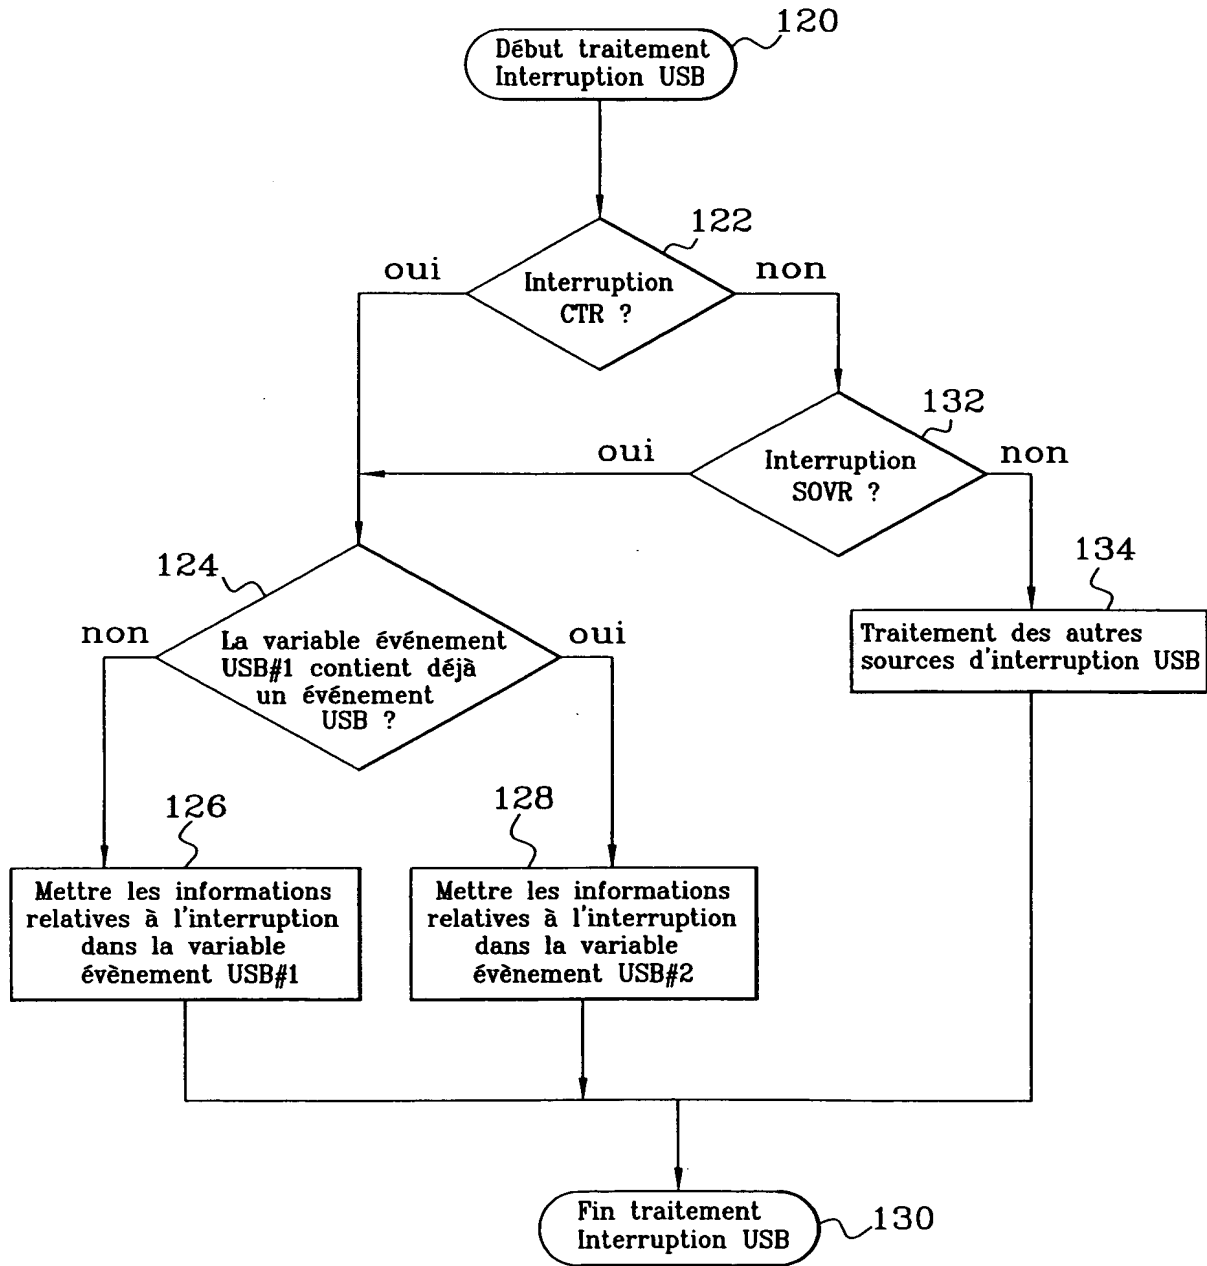 120
Début traitement
Interruption USB
122
oui
non
Interruption
CTR ?
132
oui
non
Interruption
SOVR ?
124
134
non
oui
La variable événement
USB#1 contient déjà
un événement
USB ?
Traitement des autres
sources d'interruption USB
126
128
Mettre les informations
relatives à l'interruption
dans la variable
évènement USB#1
Mettre les informations
relatives à l'interruption
dans la variable
évènement USB#2
Fin traitement
Interruption USB
130